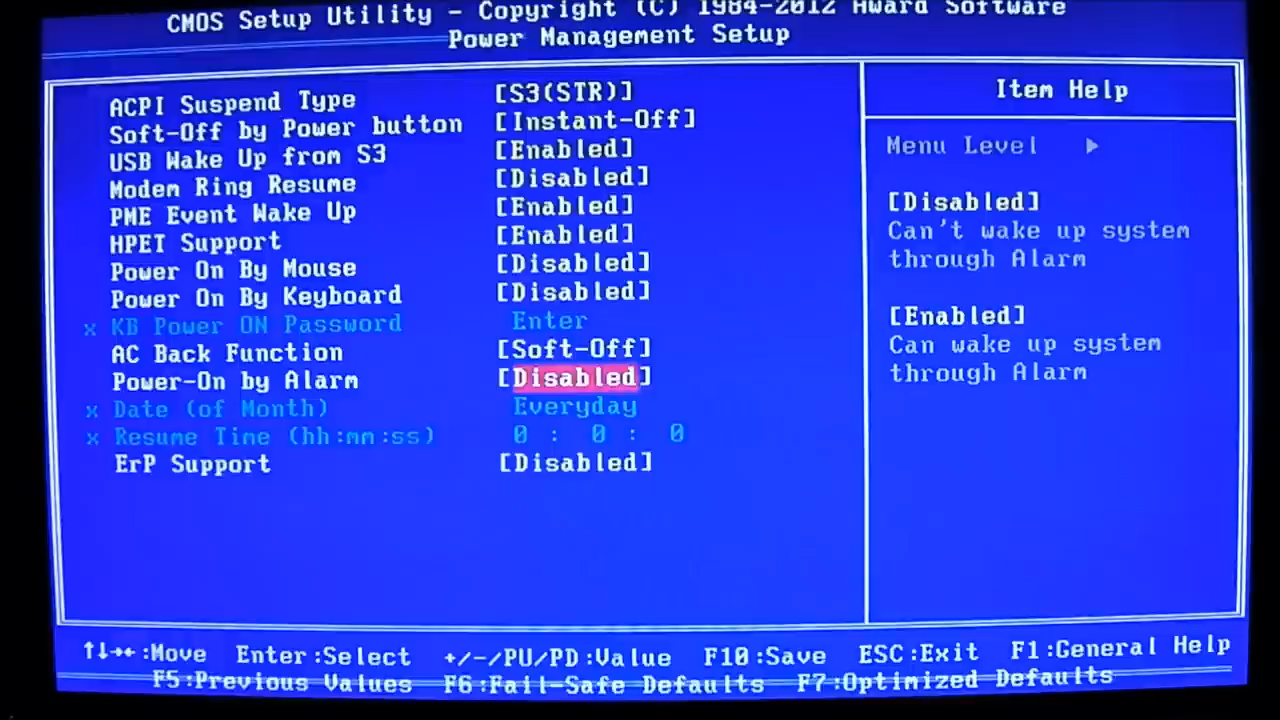 CMOS Setup Utility - Copyright (C) 1984-2012 Award Software
Power Management Setup
ACPI Suspend Type [S3(STR)]
Soft-Off by Power button [Instant-Off]
USB Wake Up from S3 [Enabled]
Modem Ring Resume [Disabled]
PME Event Wake Up [Enabled]
HPET Support [Enabled]
Power On By Mouse [Disabled]
Power On By Keyboard [Disabled]
x KB Power ON Password Enter
AC Back Function [Soft-Off]
Power-On by Alarm [Disabled]
x Date (of Month) Everyday
x Resume Time (hh:mm:ss) 0 : 0 : 0
ErP Support [Disabled]
Item Help
Menu Level ▶
[Disabled]
Can't wake up system
through Alarm
[Enabled]
Can wake up system
through Alarm
↑↓→←:Move Enter:Select +/-/PU/PD:Value F10:Save ESC:Exit F1:General Help
F5:Previous Values F6:Fail-Safe Defaults F7:Optimized Defaults